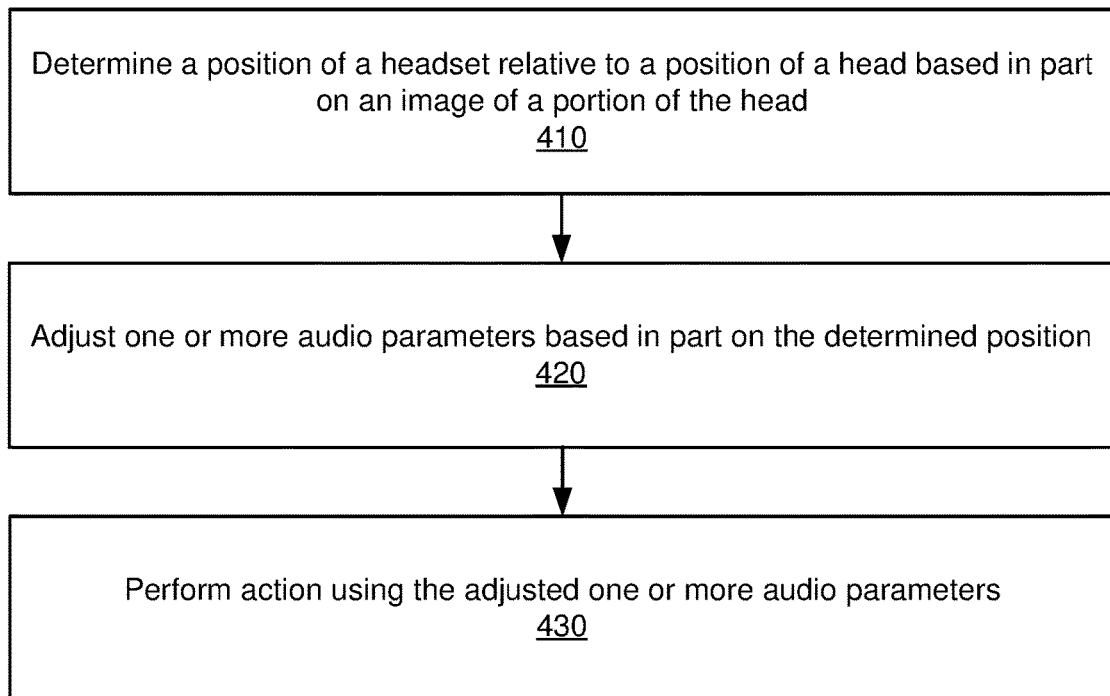 Determine a position of a headset relative to a position of a head based in part
on an image of a portion of the head
410
Adjust one or more audio parameters based in part on the determined position
420
Perform action using the adjusted one or more audio parameters
430